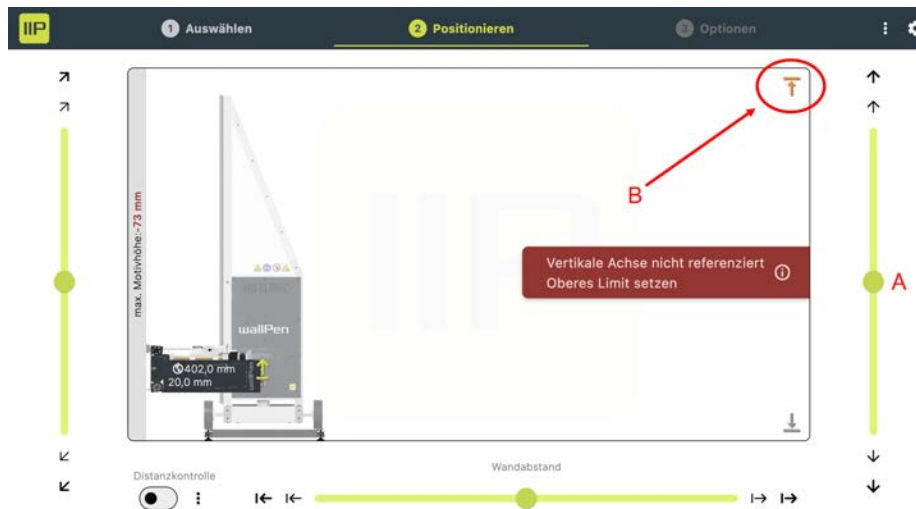 IIP
1 Auswählen
2 Positionieren
3 Optionen
max. Motivhöhe:-73 mm
B
Vertikale Achse nicht referenziert
Oberes Limit setzen
A
wallPen
402,0 mm
20,0 mm
Distanzkontrolle
Wandabstand